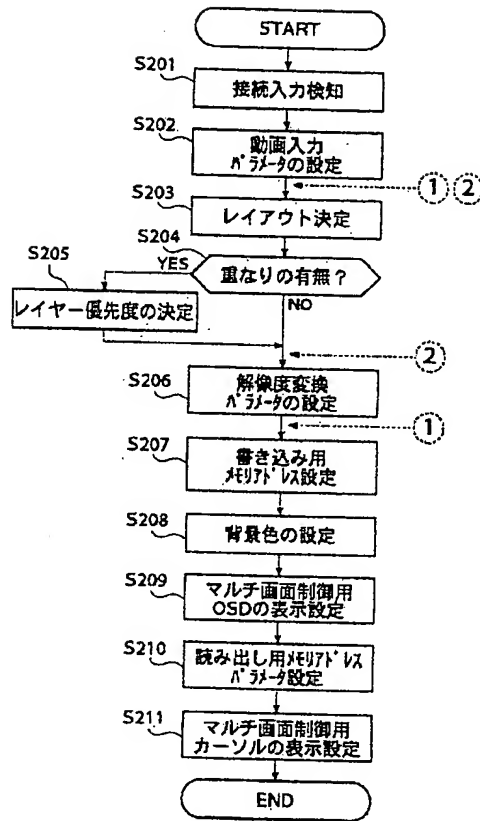 START
S201
接続入力検知
S202
動画入力
パラメータの設定
① ②
S203
レイアウト決定
S204
重なりの有無?
YES
S205
レイヤー優先度の決定
NO
②
S206
解像度変換
パラメータの設定
①
S207
書き込み用
メモリアドレス設定
S208
背景色の設定
S209
マルチ画面制御用
OSDの表示設定
S210
読み出し用メモリアドレス
パラメータ設定
S211
マルチ画面制御用
カーソルの表示設定
END